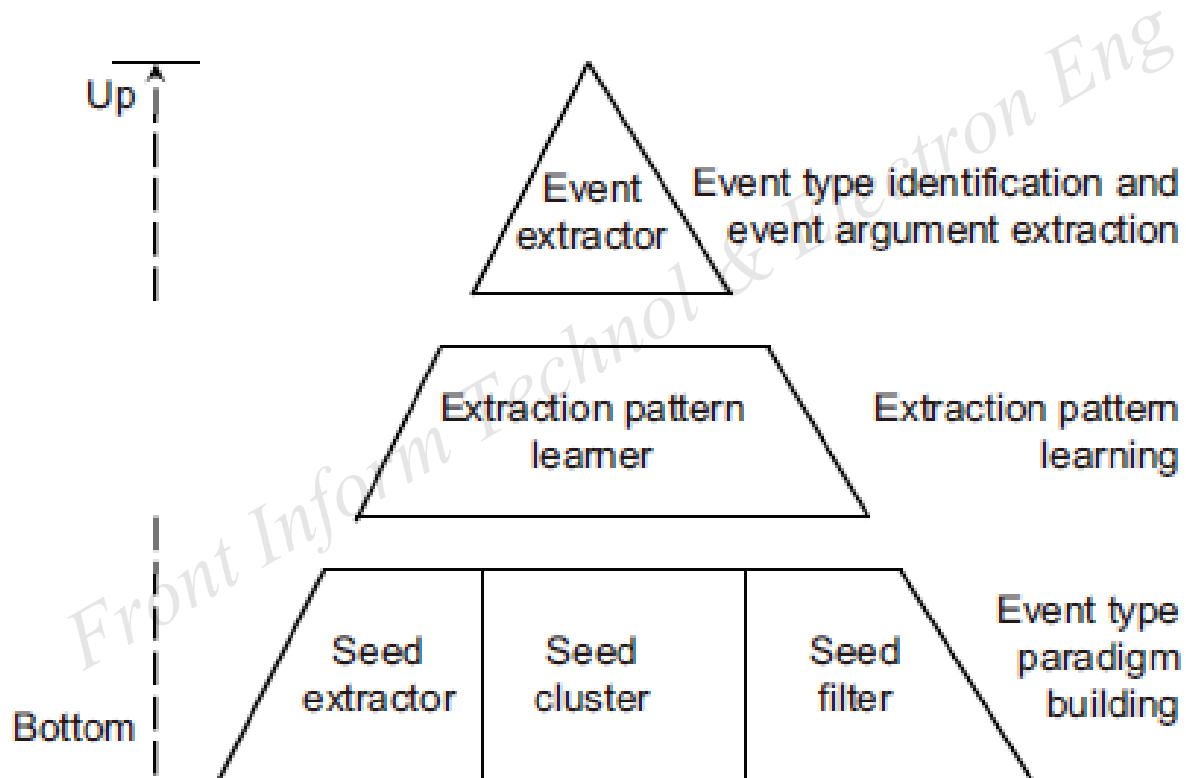 Up
Event
extractor
Event type identification and
event argument extraction
Extraction pattern
learner
Extraction pattern
learning
Seed
extractor
Seed
cluster
Seed
filter
Event type
paradigm
building
Bottom
Front Inform Technol & Electron Eng